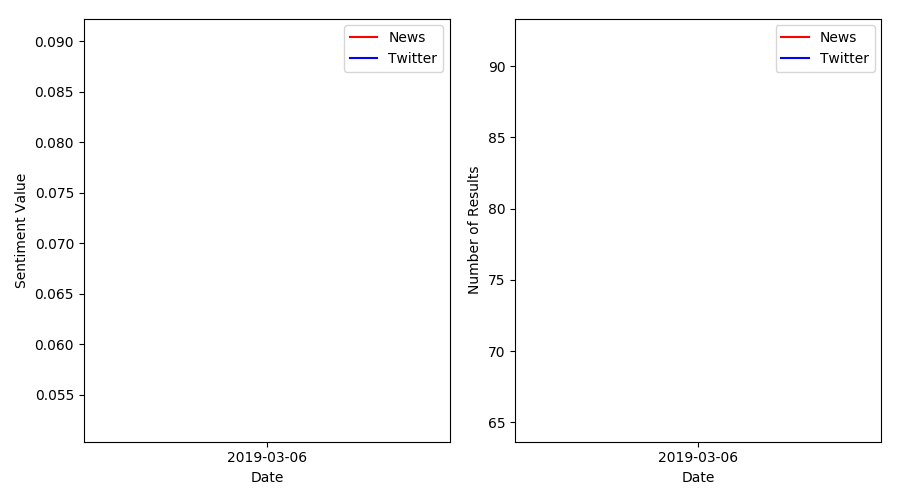 0.090
0.085
0.080
0.075
0.070
0.065
0.060
0.055
Sentiment Value
News
Twitter
2019-03-06
Date
90
85
80
75
70
65
Number of Results
News
Twitter
2019-03-06
Date